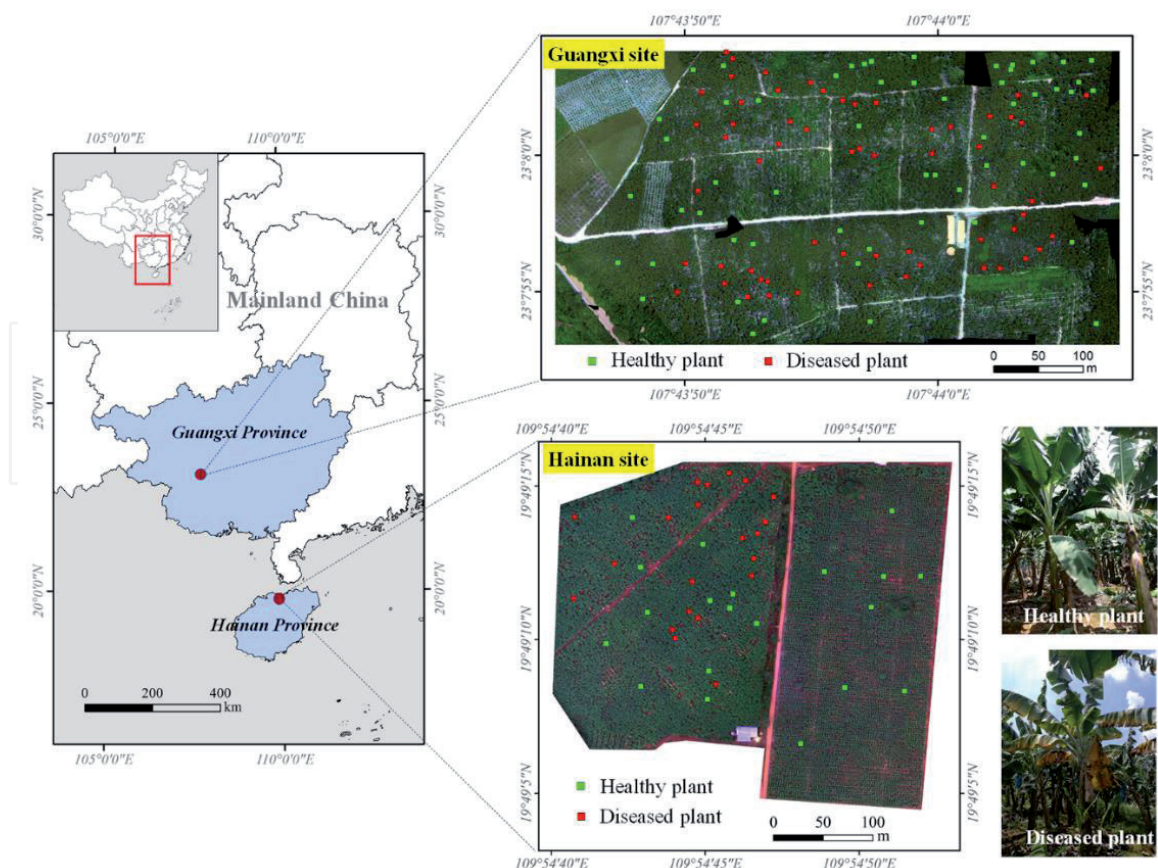 105°0'0"E
110°0'0"E
30°0'0"N
25°0'0"N
20°0'0"N
Mainland China
Guangxi Province
Hainan Province
0 200 400
km
105°0'0"E
110°0'0"E
30°0'0"N
25°0'0"N
20°0'0"N
107°43'50"E
107°44'0"E
Guangxi site
23°8'0"N
23°7'55"N
23°8'0"N
23°7'55"N
Healthy plant
Diseased plant
0 50 100
m
107°43'50"E
107°44'0"E
109°54'40"E
109°54'45"E
109°54'50"E
Hainan site
19°49'15"N
19°49'10"N
19°49'5"N
19°49'15"N
19°49'10"N
19°49'5"N
Healthy plant
Diseased plant
0 50 100
m
109°54'40"E
109°54'45"E
109°54'50"E
Healthy plant
Diseased plant